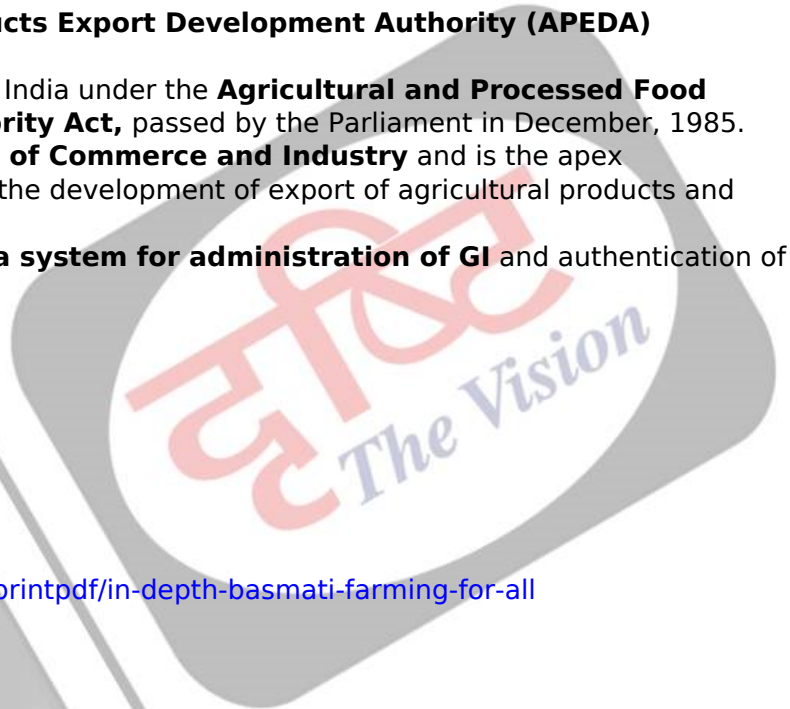 ucts Export Development Authority (APEDA)
India under the Agricultural and Processed Food
rity Act, passed by the Parliament in December, 1985.
of Commerce and Industry and is the apex
the development of export of agricultural products and
a system for administration of GI and authentication of
दृष्टि
The Vision
printpdf/in-depth-basmati-farming-for-all